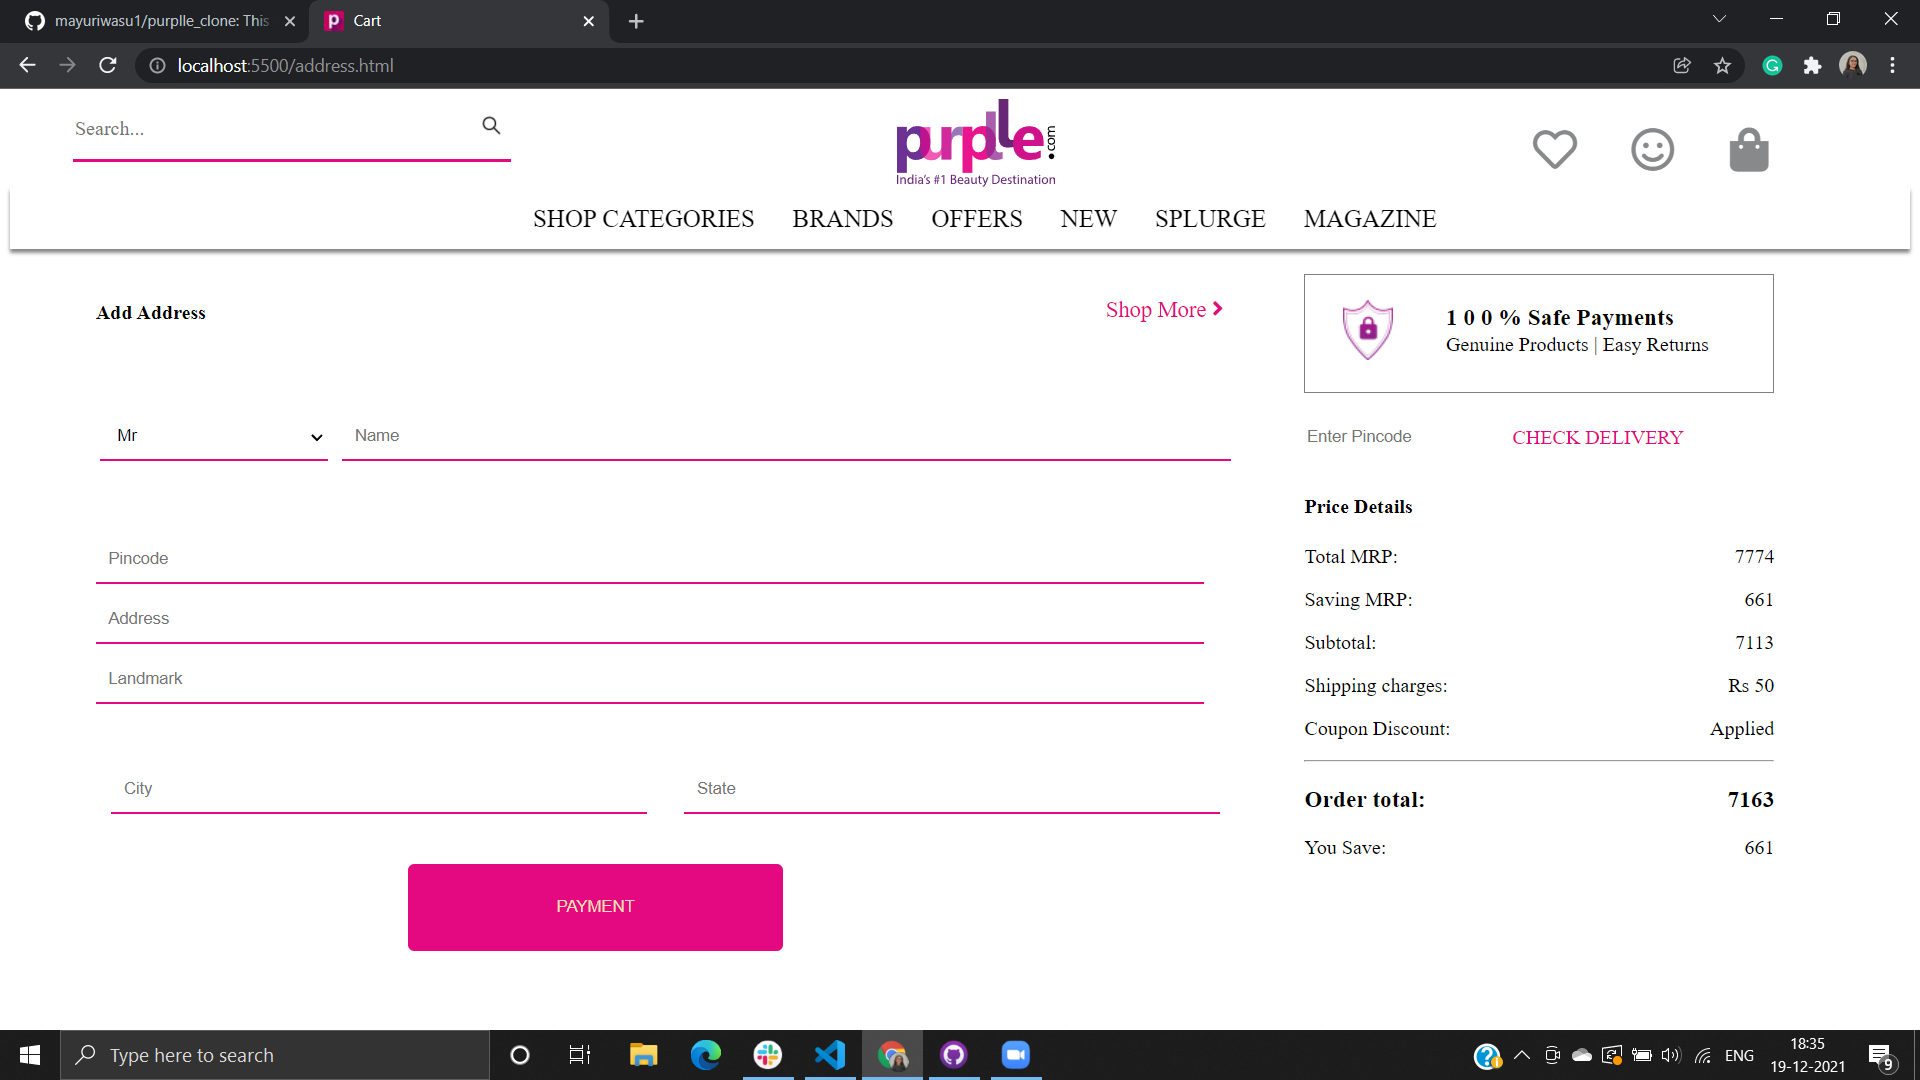 mayuriwasu1/purplle_clone: This
Cart
localhost:5500/address.html
Search...
purplle.com
India's #1 Beauty Destination
SHOP CATEGORIES BRANDS OFFERS NEW SPLURGE MAGAZINE
Add Address
Shop More
Mr
Name
Pincode
Address
Landmark
City
State
PAYMENT
1 0 0 % Safe Payments
Genuine Products | Easy Returns
Enter Pincode
CHECK DELIVERY
Price Details
Total MRP: 7774
Saving MRP: 661
Subtotal: 7113
Shipping charges: Rs 50
Coupon Discount: Applied
Order total: 7163
You Save: 661
Type here to search
ENG
18:35
19-12-2021
9